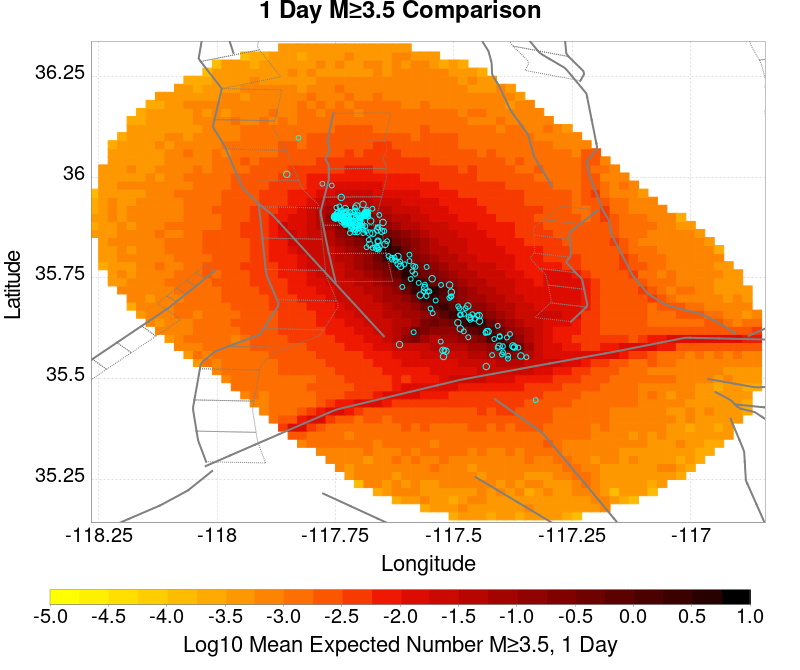 1 Day M≥3.5 Comparison
36.25
36
35.75
35.5
35.25
Latitude
-118.25 -118 -117.75 -117.5 -117.25 -117
Longitude
-5.0 -4.5 -4.0 -3.5 -3.0 -2.5 -2.0 -1.5 -1.0 -0.5 0.0 0.5 1.0
Log10 Mean Expected Number M≥3.5, 1 Day